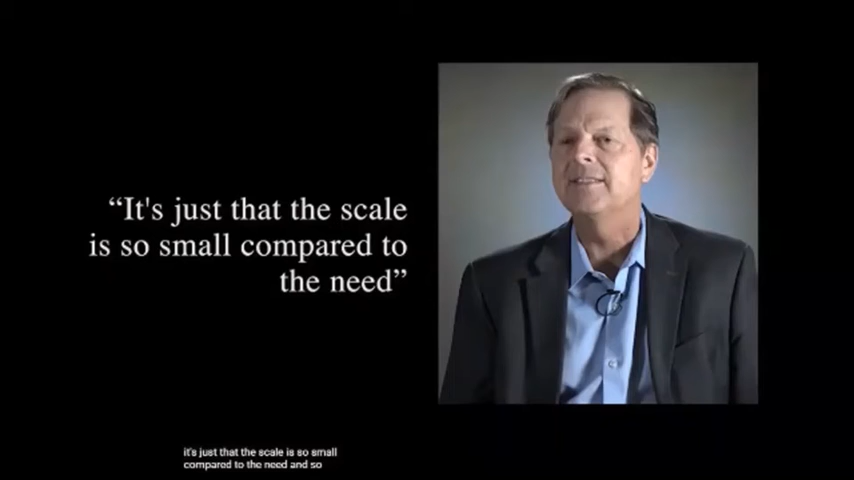 “It's just that the scale
is so small compared to
the need”
it's just that the scale is so small
compared to the need and so